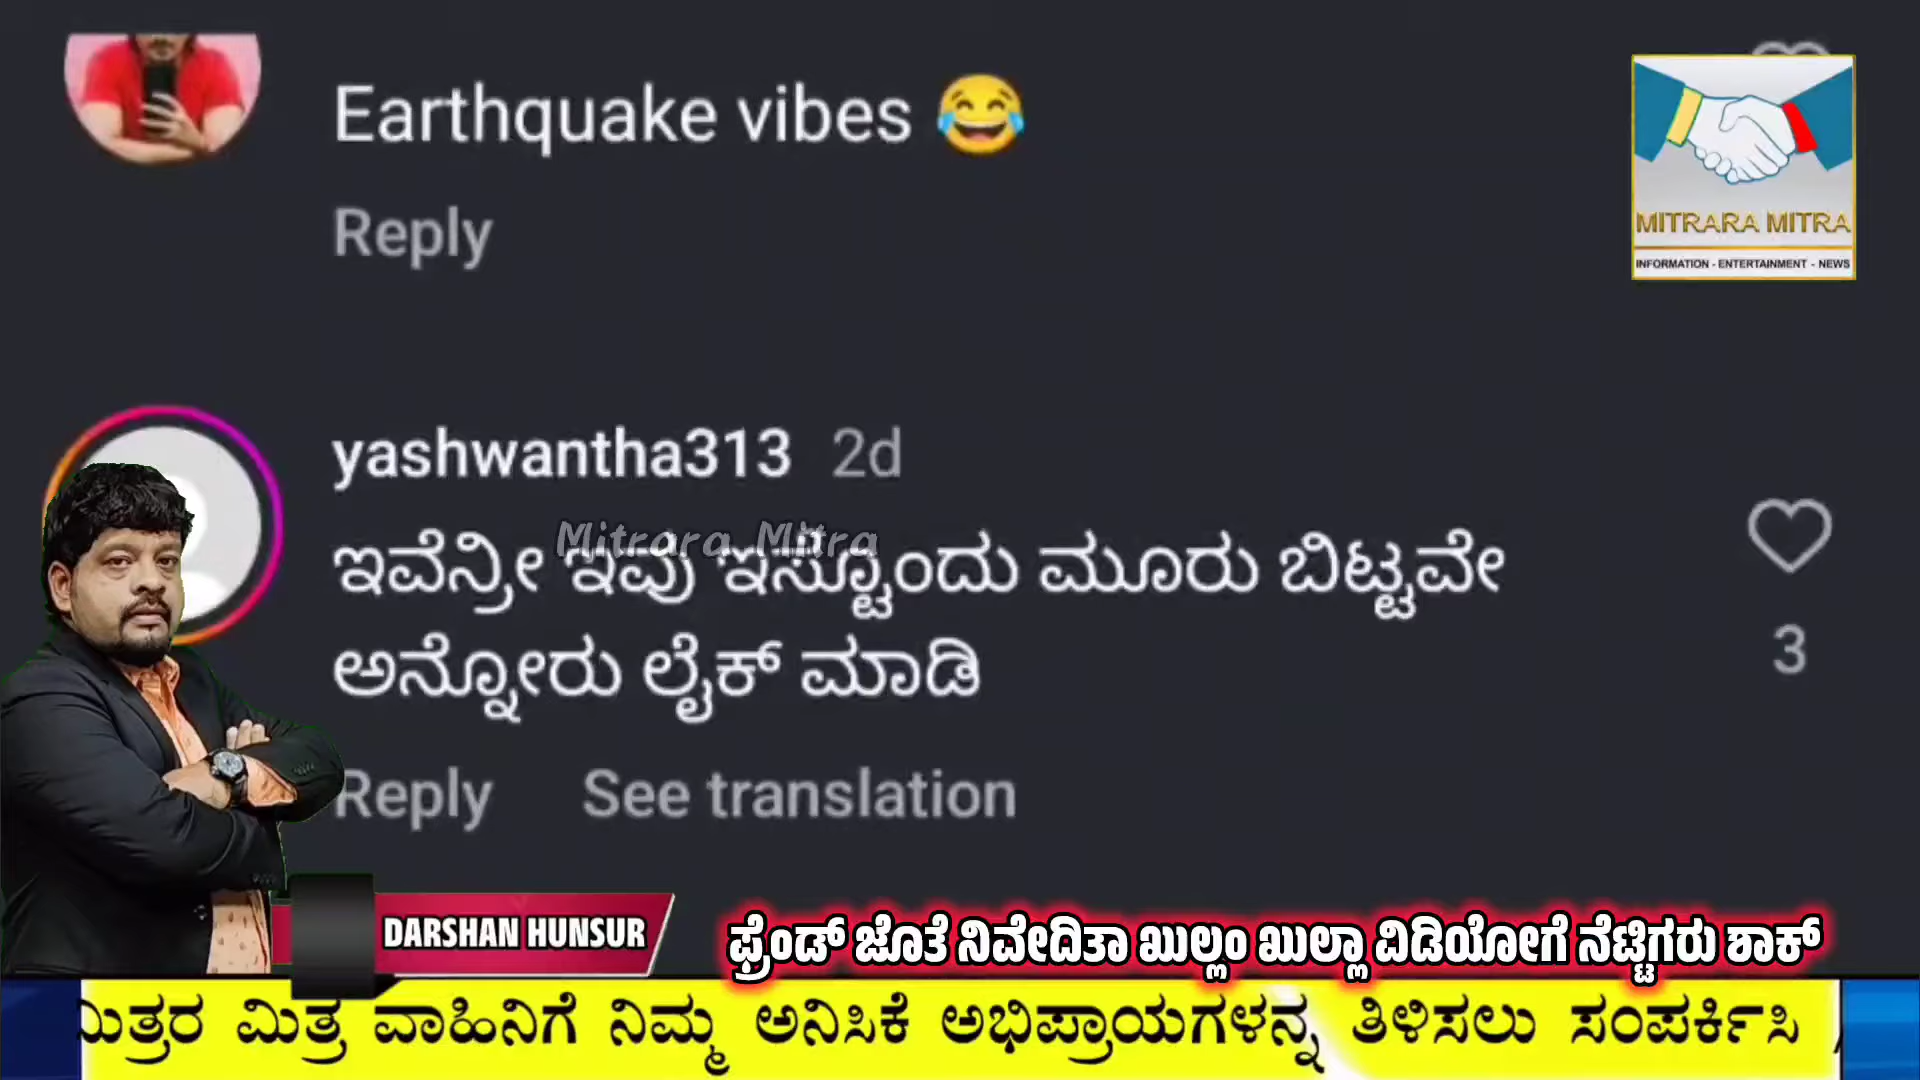 Earthquake vibes 😂
MITRARA MITRA
INFORMATION - ENTERTAINMENT - NEWS
Reply
yashwantha313 2d
Mitrara Mitra
ಇವೆನ್ರೀ ಇವು ಇಸ್ಟೊಂದು ಮೂರು ಬಿಟ್ಟವೇ
ಅನ್ನೋರು ಲೈಕ್ ಮಾಡಿ
3
Reply See translation
DARSHAN HUNSUR
ಫ್ರೆಂಡ್ ಜೊತೆ ನಿವೇದಿತಾ ಖುಲ್ಲಂ ಖುಲ್ಲಾ ವಿಡಿಯೋಗೆ ನೆಟ್ಟಿಗರು ಶಾಕ್
ಮಿತ್ರರ ಮಿತ್ರ ವಾಹಿನಿಗೆ ನಿಮ್ಮ ಅನಿಸಿಕೆ ಅಭಿಪ್ರಾಯಗಳನ್ನ ತಿಳಿಸಲು ಸಂಪರ್ಕಿಸಿ